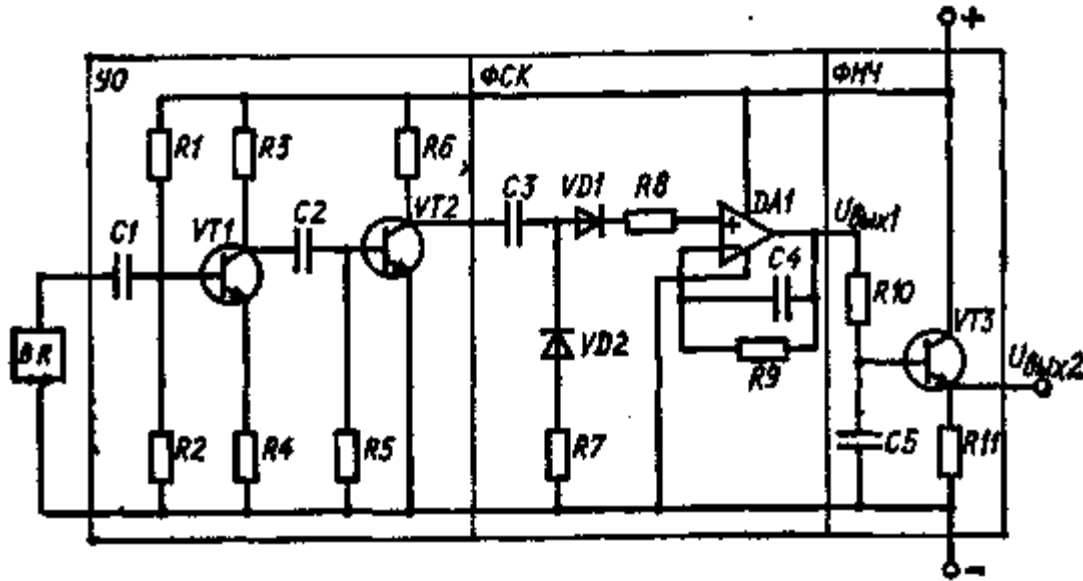 +
УО
ФСК
ФНЧ
R1
R3
R6
C3
VD1
R8
DA1
Uвых1
C1
VT1
C2
VT2
+
C4
R10
VT3
BR
VD2
R9
Uвых2
R2
R4
R5
R7
C5
R11
-